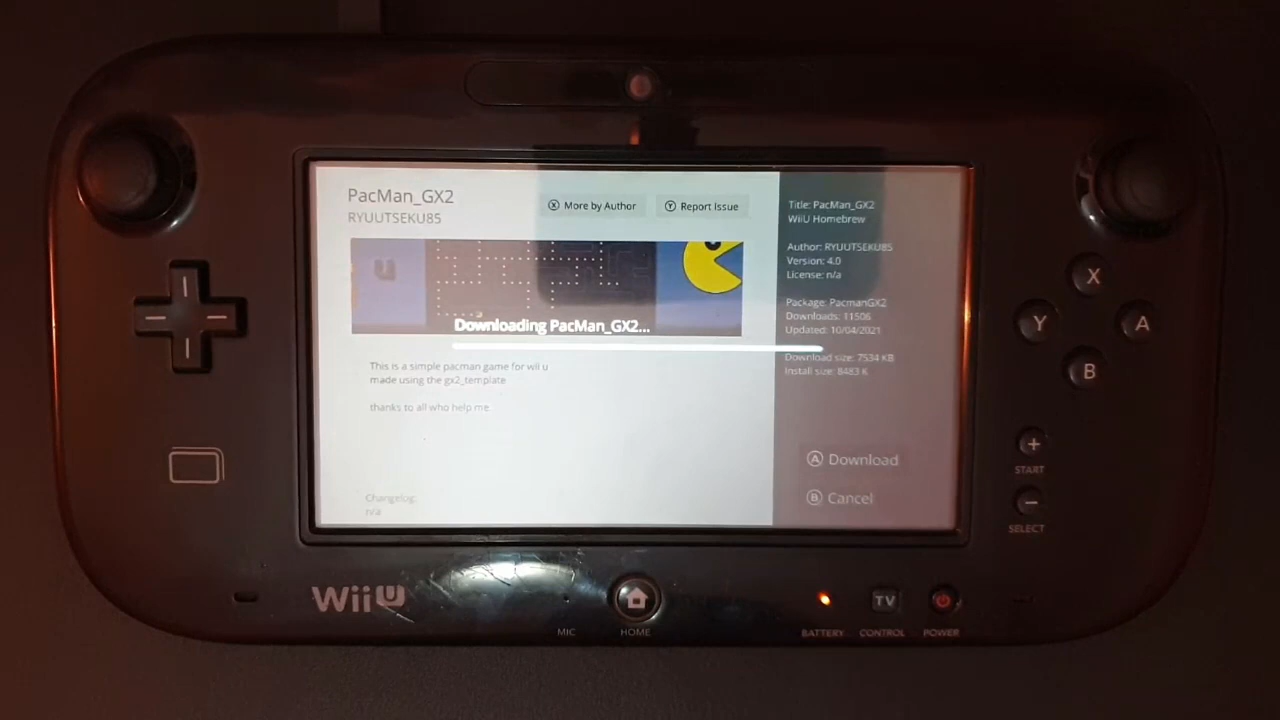 PacMan_GX2
RYUUTSEKU85
X More by Author
Y Report Issue
Downloading PacMan_GX2...
This is a simple pacman game for wii u
made using the gx2_template
thanks to all who help me.
Changelog:
n/a
Title: PacMan_GX2
WiiU Homebrew
Author: RYUUTSEKU85
Version: 4.0
License: n/a
Package: PacmanGX2
Downloads: 11506
Updated: 10/04/2021
Download size: 7534 KB
Install size: 8483 K
A Download
B Cancel
X
Y
A
B
+
START
−
SELECT
Wii U
MIC
HOME
BATTERY
TV
CONTROL
POWER